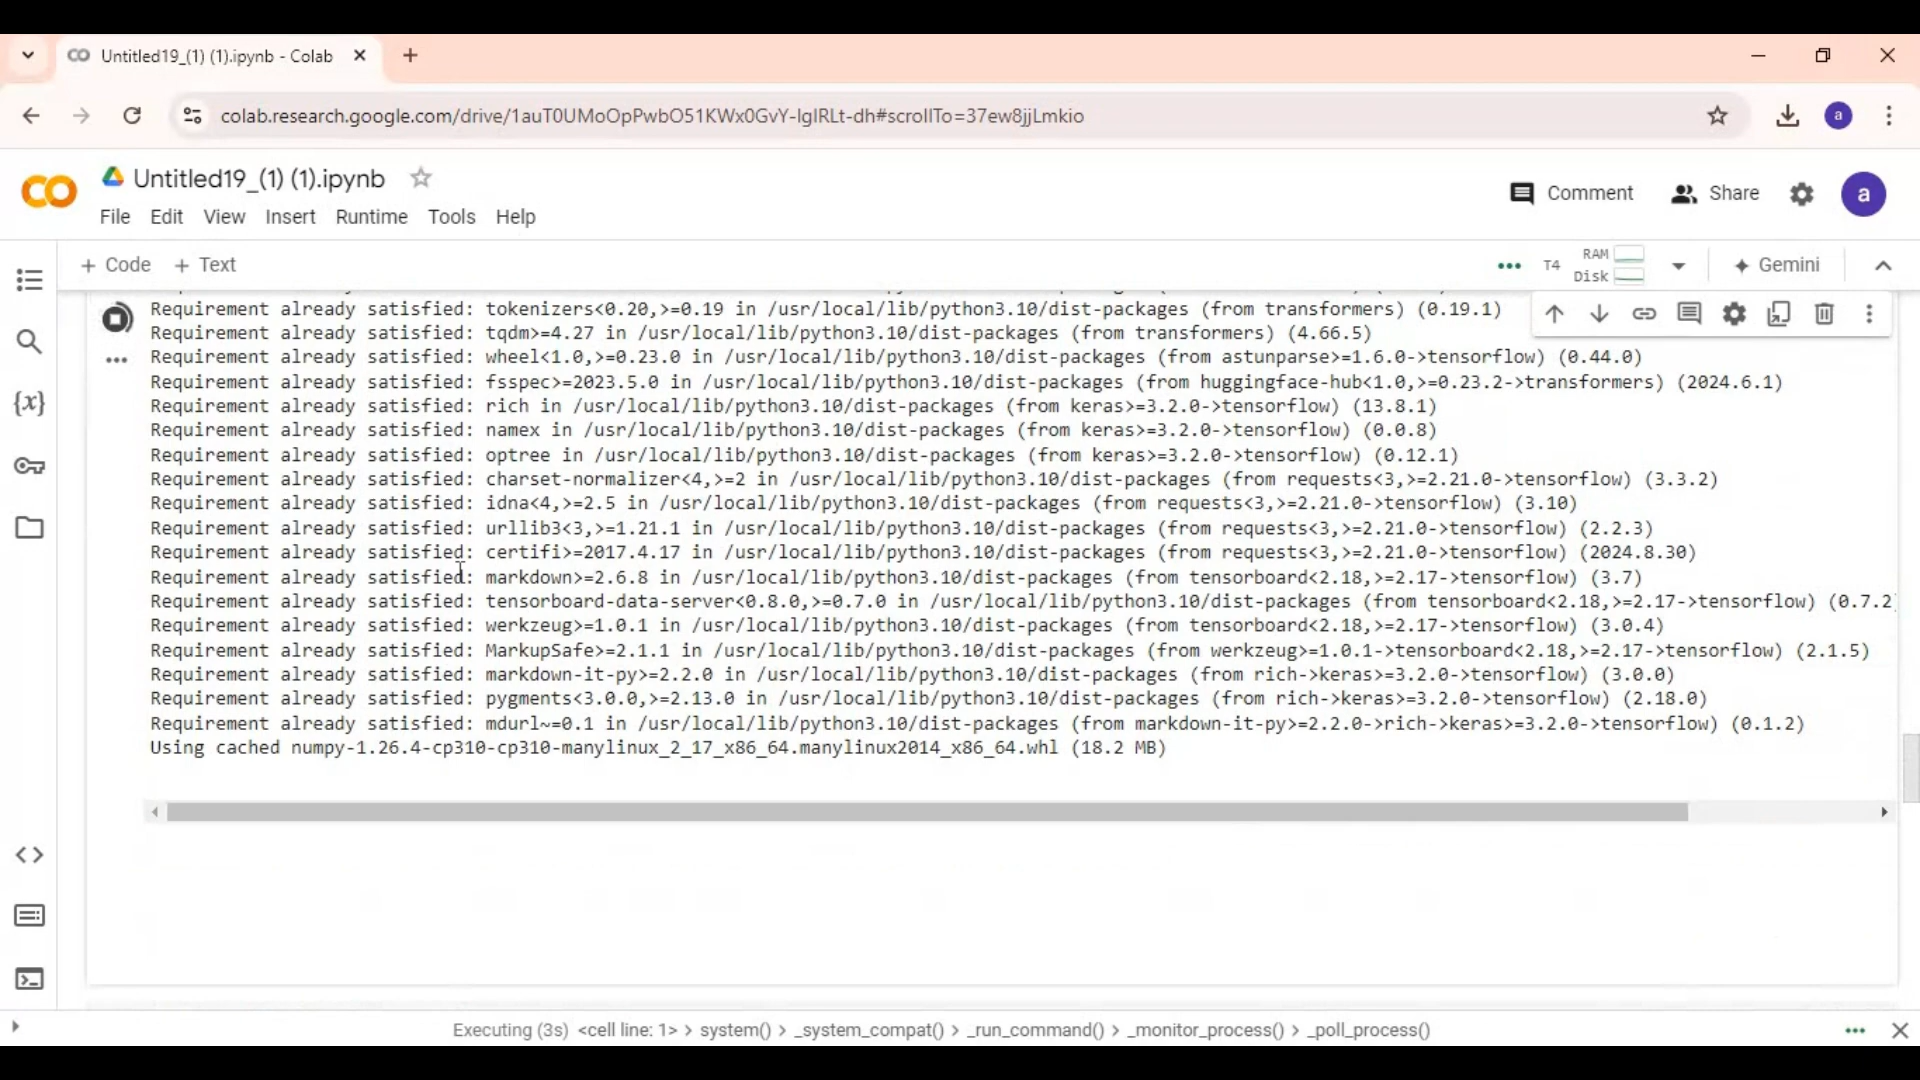 Untitled19_(1) (1).ipynb - Colab
colab.research.google.com/drive/1auT0UMoOpPwbO51KWx0GvY-IgIRLt-dh#scrollTo=37ew8jjLmkio
a
Untitled19_(1) (1).ipynb
Comment
Share
a
File Edit View Insert Runtime Tools Help
+ Code + Text
T4
RAM
Disk
Gemini
Requirement already satisfied: tokenizers<0.20,>=0.19 in /usr/local/lib/python3.10/dist-packages (from transformers) (0.19.1)
Requirement already satisfied: tqdm>=4.27 in /usr/local/lib/python3.10/dist-packages (from transformers) (4.66.5)
Requirement already satisfied: wheel<1.0,>=0.23.0 in /usr/local/lib/python3.10/dist-packages (from astunparse>=1.6.0->tensorflow) (0.44.0)
Requirement already satisfied: fsspec>=2023.5.0 in /usr/local/lib/python3.10/dist-packages (from huggingface-hub<1.0,>=0.23.2->transformers) (2024.6.1)
Requirement already satisfied: rich in /usr/local/lib/python3.10/dist-packages (from keras>=3.2.0->tensorflow) (13.8.1)
Requirement already satisfied: namex in /usr/local/lib/python3.10/dist-packages (from keras>=3.2.0->tensorflow) (0.0.8)
Requirement already satisfied: optree in /usr/local/lib/python3.10/dist-packages (from keras>=3.2.0->tensorflow) (0.12.1)
Requirement already satisfied: charset-normalizer<4,>=2 in /usr/local/lib/python3.10/dist-packages (from requests<3,>=2.21.0->tensorflow) (3.3.2)
Requirement already satisfied: idna<4,>=2.5 in /usr/local/lib/python3.10/dist-packages (from requests<3,>=2.21.0->tensorflow) (3.10)
Requirement already satisfied: urllib3<3,>=1.21.1 in /usr/local/lib/python3.10/dist-packages (from requests<3,>=2.21.0->tensorflow) (2.2.3)
Requirement already satisfied: certifi>=2017.4.17 in /usr/local/lib/python3.10/dist-packages (from requests<3,>=2.21.0->tensorflow) (2024.8.30)
Requirement already satisfied: markdown>=2.6.8 in /usr/local/lib/python3.10/dist-packages (from tensorboard<2.18,>=2.17->tensorflow) (3.7)
Requirement already satisfied: tensorboard-data-server<0.8.0,>=0.7.0 in /usr/local/lib/python3.10/dist-packages (from tensorboard<2.18,>=2.17->tensorflow) (0.7.2
Requirement already satisfied: werkzeug>=1.0.1 in /usr/local/lib/python3.10/dist-packages (from tensorboard<2.18,>=2.17->tensorflow) (3.0.4)
Requirement already satisfied: MarkupSafe>=2.1.1 in /usr/local/lib/python3.10/dist-packages (from werkzeug>=1.0.1->tensorboard<2.18,>=2.17->tensorflow) (2.1.5)
Requirement already satisfied: markdown-it-py>=2.2.0 in /usr/local/lib/python3.10/dist-packages (from rich->keras>=3.2.0->tensorflow) (3.0.0)
Requirement already satisfied: pygments<3.0.0,>=2.13.0 in /usr/local/lib/python3.10/dist-packages (from rich->keras>=3.2.0->tensorflow) (2.18.0)
Requirement already satisfied: mdurl~=0.1 in /usr/local/lib/python3.10/dist-packages (from markdown-it-py>=2.2.0->rich->keras>=3.2.0->tensorflow) (0.1.2)
Using cached numpy-1.26.4-cp310-cp310-manylinux_2_17_x86_64.manylinux2014_x86_64.whl (18.2 MB)
Executing (3s) <cell line: 1> > system() > _system_compat() > _run_command() > _monitor_process() > _poll_process()